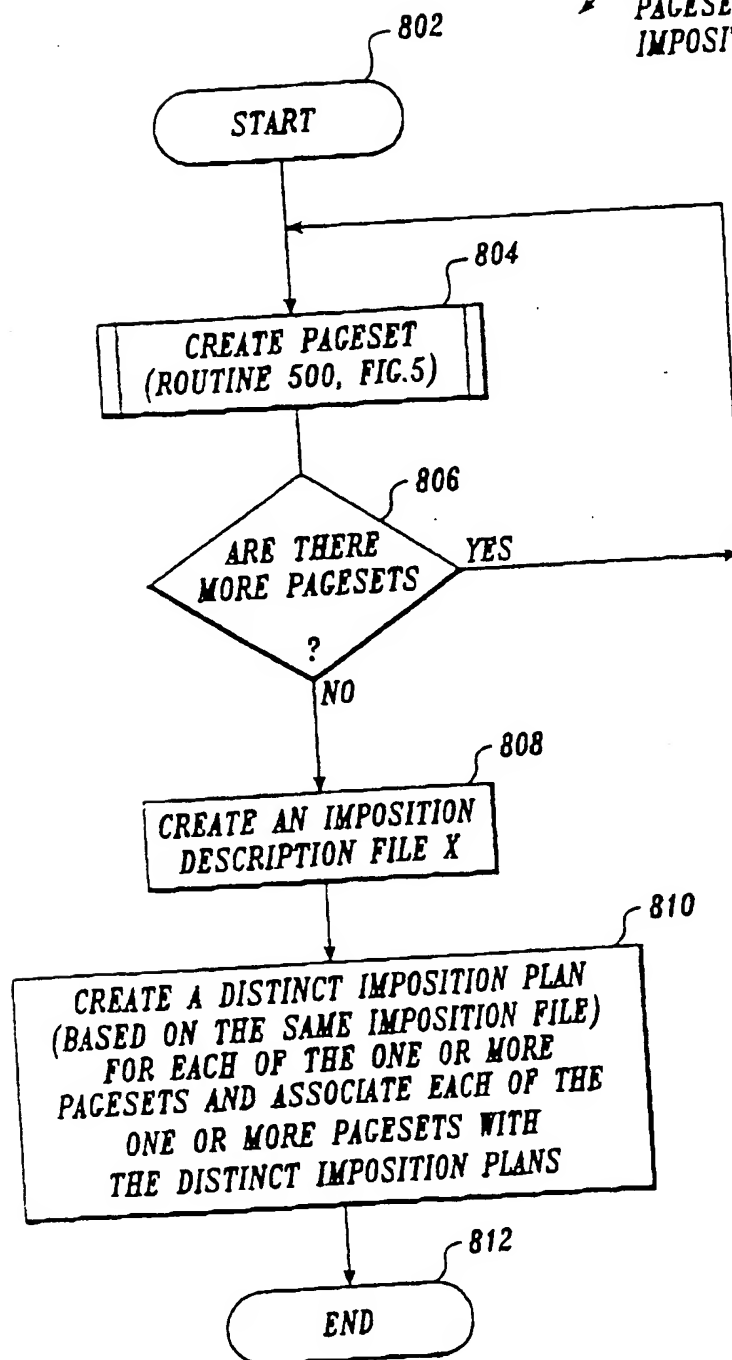 802
START
804
CREATE PAGESET
(ROUTINE 500, FIG.5)
806
ARE THERE
MORE PAGESETS
?
YES
NO
808
CREATE AN IMPOSITION
DESCRIPTION FILE X
810
CREATE A DISTINCT IMPOSITION PLAN
(BASED ON THE SAME IMPOSITION FILE)
FOR EACH OF THE ONE OR MORE
PAGESETS AND ASSOCIATE EACH OF THE
ONE OR MORE PAGESETS WITH
THE DISTINCT IMPOSITION PLANS
812
END